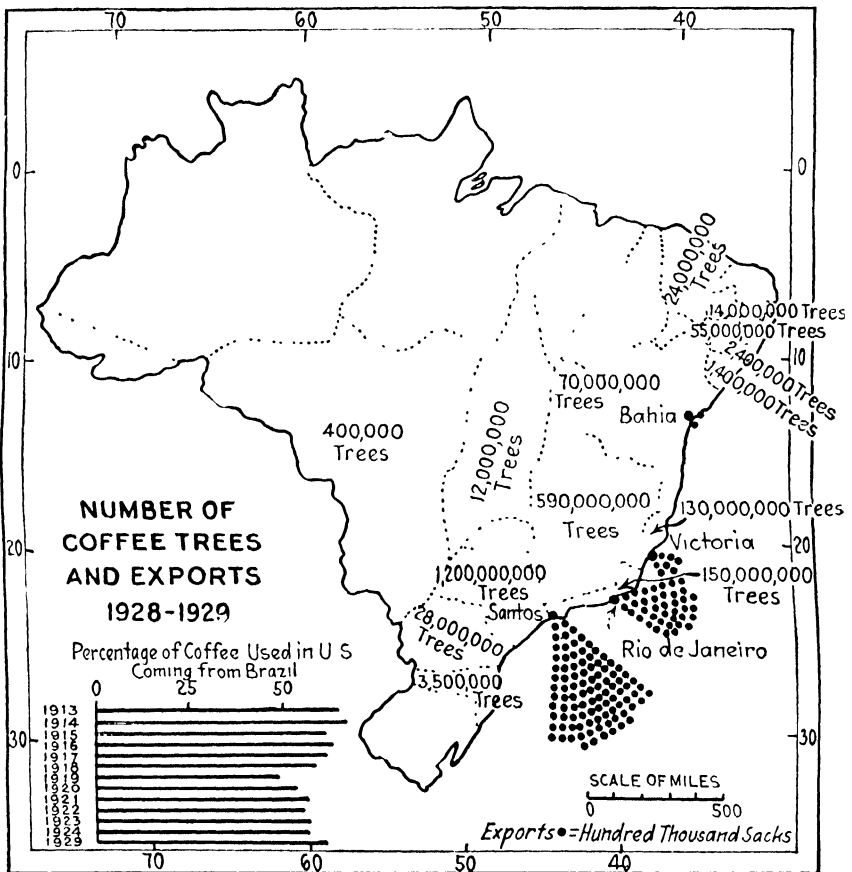 70 60 50 40
0 0
24,000,000
Trees
14,000,000 Trees
55,000,000 Trees
10 10
2,400,000 Trees
1,400,000 Trees
70,000,000
Trees
Bahia
400,000
Trees
12,000,000
Trees
590,000,000
Trees
130,000,000 Trees
NUMBER OF
COFFEE TREES
AND EXPORTS
1928-1929
20 20
Victoria
1,200,000,000
Trees
150,000,000
Trees
Santos
28,000,000
Trees
Rio de Janeiro
3,500,000
Trees
Percentage of Coffee Used in U S
Coming from Brazil
0 25 50
1913
1914
1915
1916
1917
1918
1919
1920
1921
1922
1923
1924
1929
30 30
SCALE OF MILES
0 500
Exports ● = Hundred Thousand Sacks
70 60 50 40